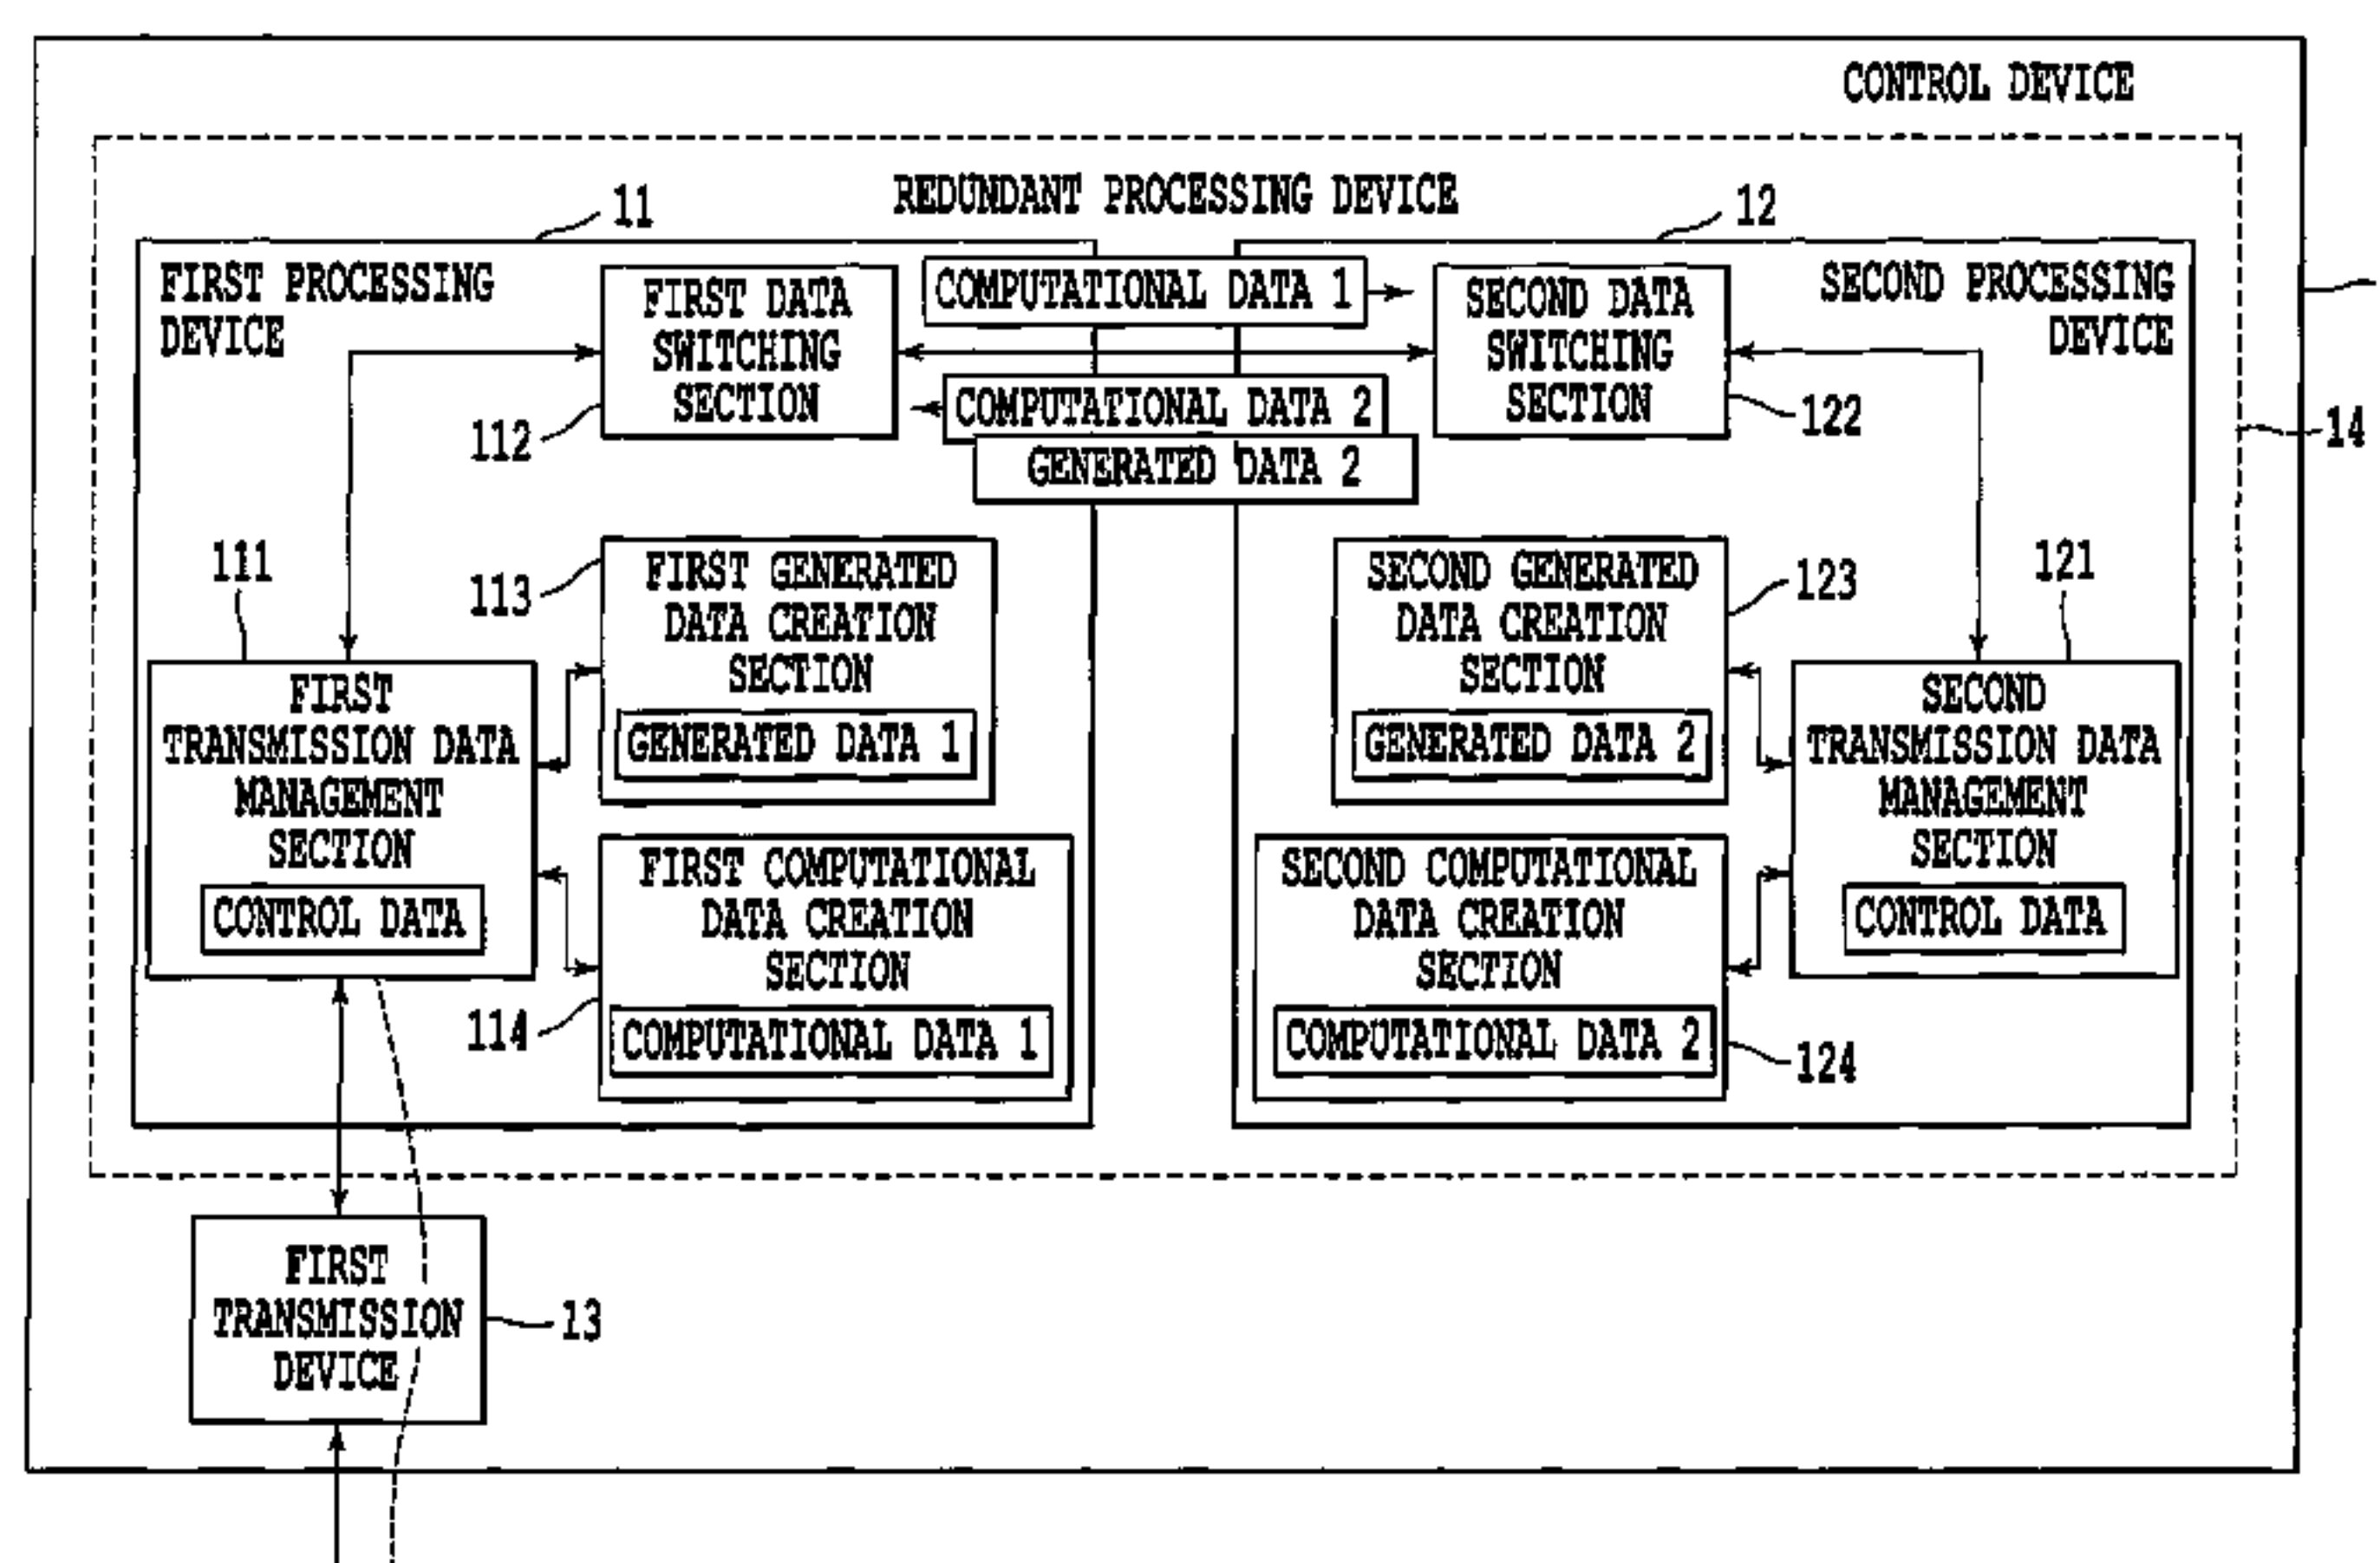 CONTROL DEVICE
REDUNDANT PROCESSING DEVICE
11
12
14
FIRST PROCESSING
DEVICE
FIRST DATA
SWITCHING
SECTION
112
COMPUTATIONAL DATA 1
COMPUTATIONAL DATA 2
GENERATED DATA 2
SECOND DATA
SWITCHING
SECTION
122
SECOND PROCESSING
DEVICE
111
FIRST
TRANSMISSION DATA
MANAGEMENT
SECTION
CONTROL DATA
113
FIRST GENERATED
DATA CREATION
SECTION
GENERATED DATA 1
114
FIRST COMPUTATIONAL
DATA CREATION
SECTION
COMPUTATIONAL DATA 1
SECOND GENERATED
DATA CREATION
SECTION
GENERATED DATA 2
123
SECOND COMPUTATIONAL
DATA CREATION
SECTION
COMPUTATIONAL DATA 2
124
121
SECOND
TRANSMISSION DATA
MANAGEMENT
SECTION
CONTROL DATA
FIRST
TRANSMISSION
DEVICE
13